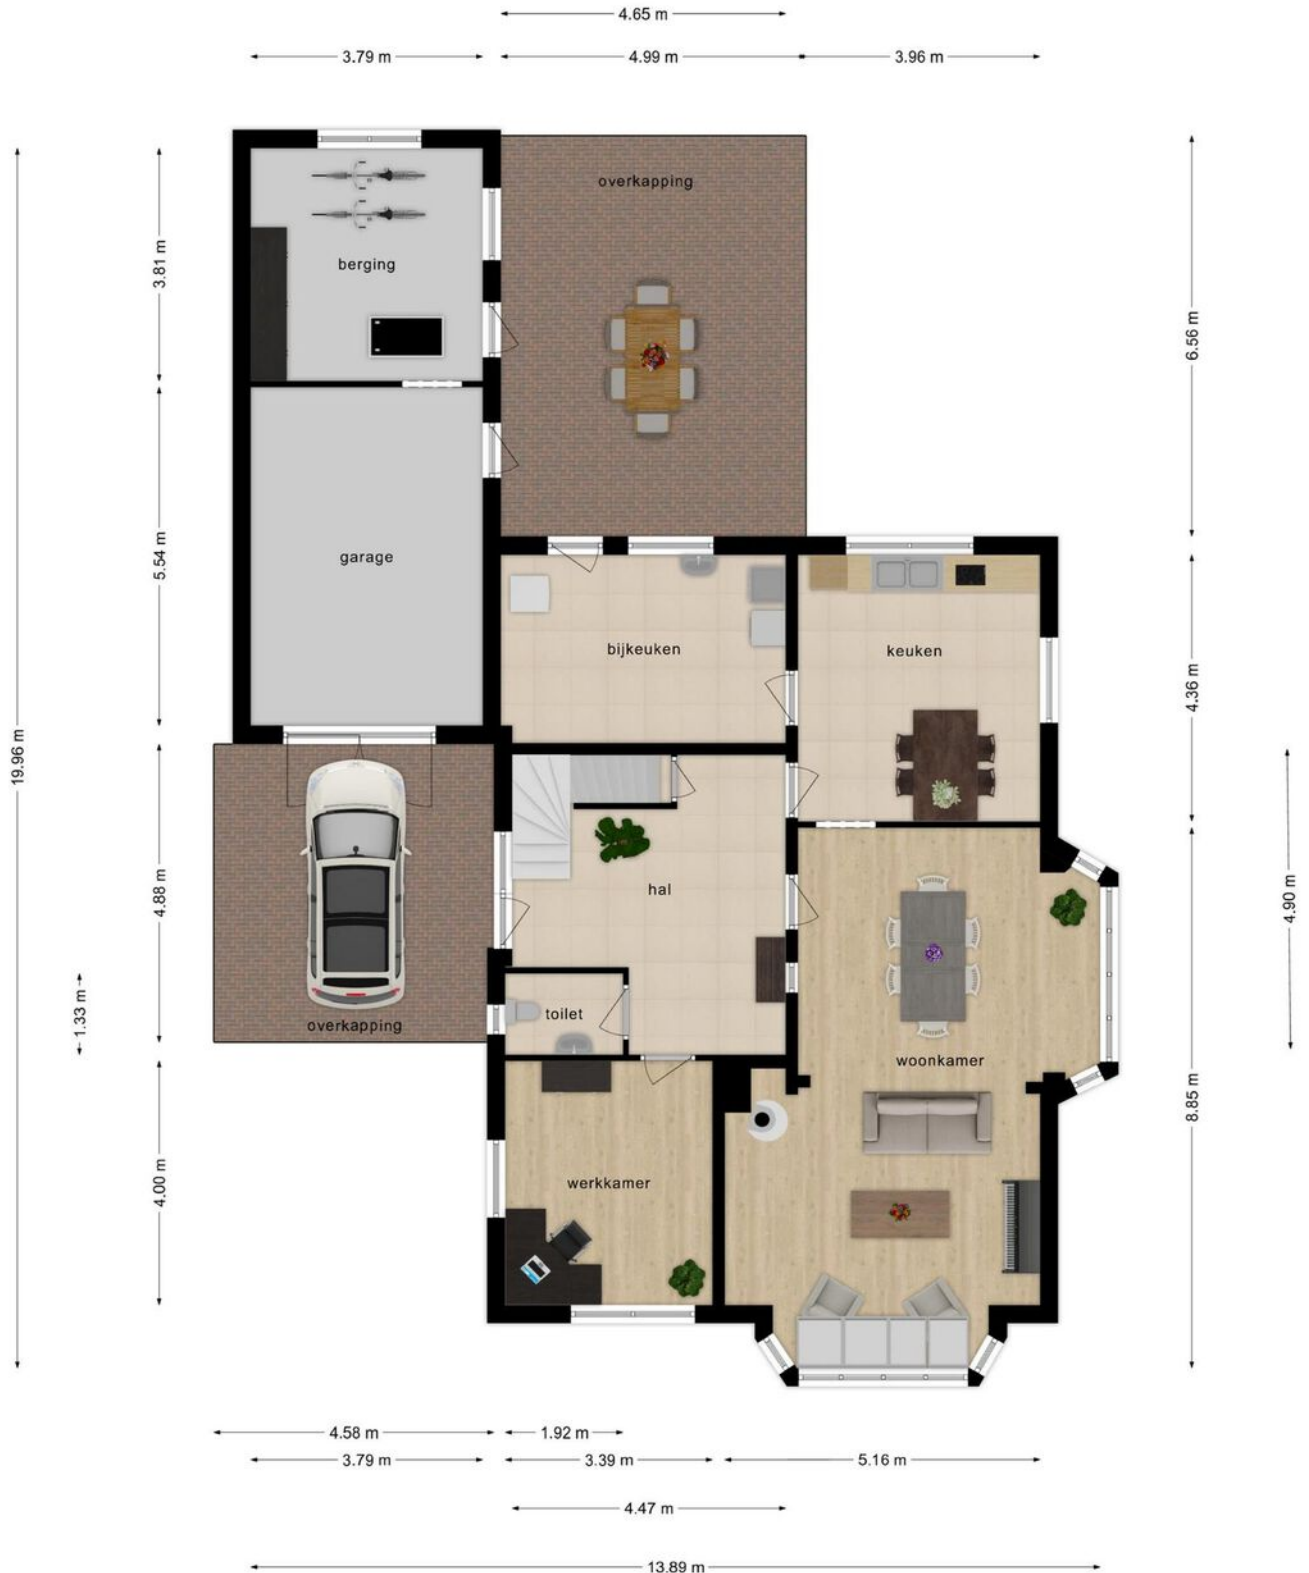 4.65 m
3.79 m
4.99 m
3.96 m
overkapping
berging
3.81 m
6.56 m
5.54 m
garage
bijkeuken
keuken
4.36 m
19.96 m
hal
4.88 m
4.90 m
1.33 m
toilet
overkapping
woonkamer
8.85 m
4.00 m
werkkamer
4.58 m
1.92 m
3.79 m
3.39 m
5.16 m
4.47 m
13.89 m